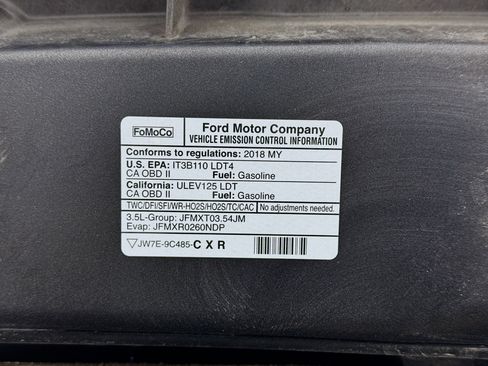 FoMoCo
Ford Motor Company
VEHICLE EMISSION CONTROL INFORMATION
Conforms to regulations: 2018 MY
U.S. EPA: IT3B110 LDT4
CA OBD II Fuel: Gasoline
California: ULEV125 LDT
CA OBD II Fuel: Gasoline
TWC/DFI/SFI/WR-HO2S/HO2S/TC/CAC No adjustments needed.
3.5L-Group: JFMXT03.54JM
Evap: JFMXR0260NDP
JW7E-9C485-CXR